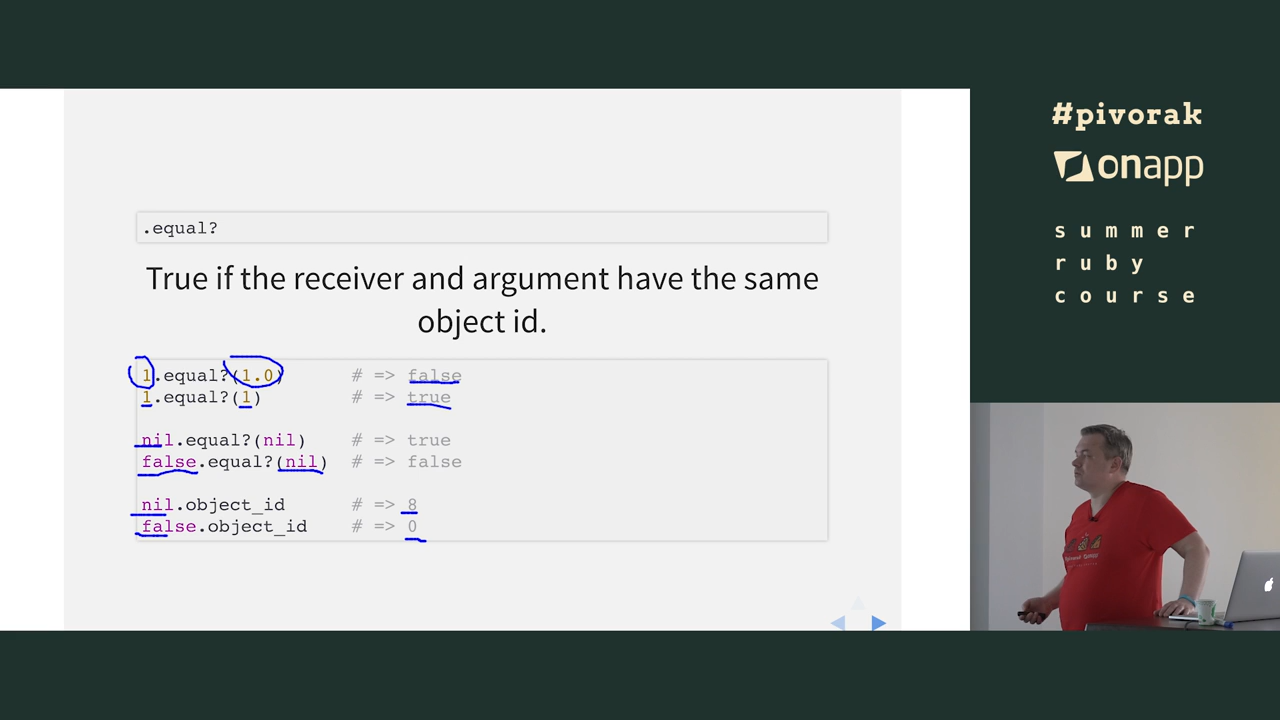 .equal?
True if the receiver and argument have the same
object id.
1.equal?(1.0) # => false
1.equal?(1) # => true
nil.equal?(nil) # => true
false.equal?(nil) # => false
nil.object_id # => 8
false.object_id # => 0
#pivorak
onapp
summer
ruby
course